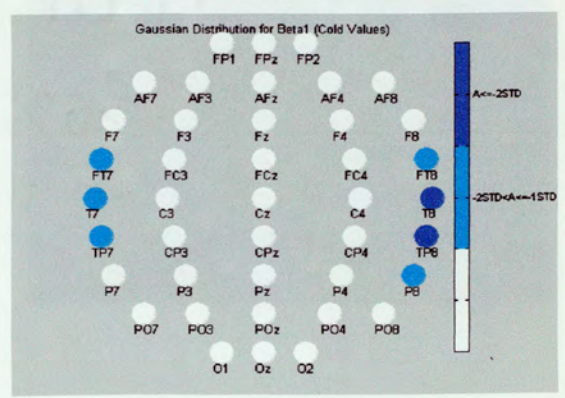 Gaussian Distribution for Beta1 (Cold Values)
FP1 FPz FP2
AF7 AF3 AFz AF4 AF8
F7 F3 Fz F4 F8
FT7 FC3 FCz FC4 FT8
T7 C3 Cz C4 T8
TP7 CP3 CPz CP4 TP8
P7 P3 Pz P4 P8
PO7 PO3 POz PO4 PO8
O1 Oz O2
A<=-2STD
-2STD<A<=-1STD